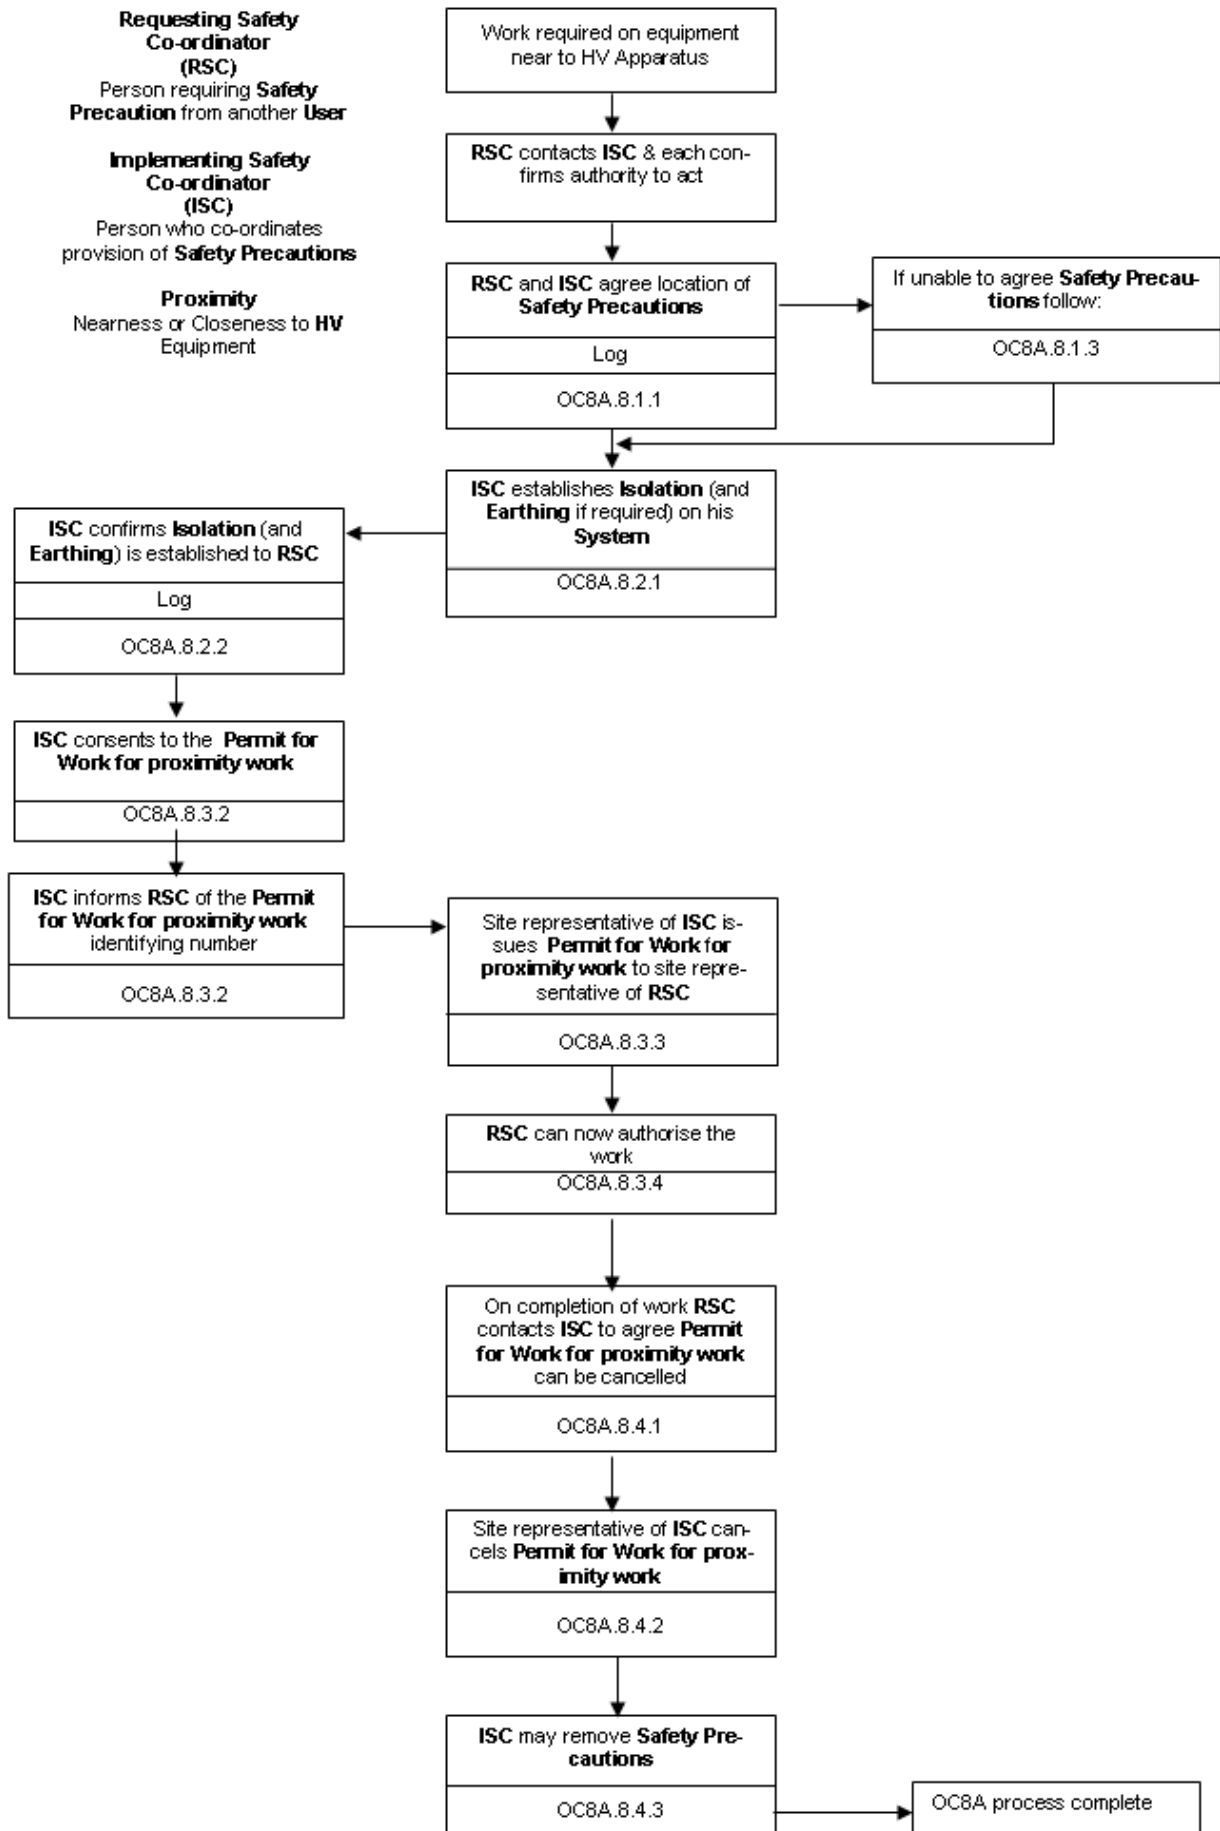 Requesting Safety
Co-ordinator
(RSC)
Person requiring Safety
Precaution from another User
Implementing Safety
Co-ordinator
(ISC)
Person who co-ordinates
provision of Safety Precautions
Proximity
Nearness or Closeness to HV
Equipment
Work required on equipment
near to HV Apparatus
RSC contacts ISC & each con-
firms authority to act
RSC and ISC agree location of
Safety Precautions
Log
OC8A.8.1.1
If unable to agree Safety Precau-
tions follow:
OC8A.8.1.3
ISC establishes Isolation (and
Earthing if required) on his
System
OC8A.8.2.1
ISC confirms Isolation (and
Earthing) is established to RSC
Log
OC8A.8.2.2
ISC consents to the Permit for
Work for proximity work
OC8A.8.3.2
ISC informs RSC of the Permit
for Work for proximity work
identifying number
OC8A.8.3.2
Site representative of ISC is-
sues Permit for Work for
proximity work to site repre-
sentative of RSC
OC8A.8.3.3
RSC can now authorise the
work
OC8A.8.3.4
On completion of work RSC
contacts ISC to agree Permit
for Work for proximity work
can be cancelled
OC8A.8.4.1
Site representative of ISC can-
cels Permit for Work for prox-
imity work
OC8A.8.4.2
ISC may remove Safety Pre-
cautions
OC8A.8.4.3
OC8A process complete